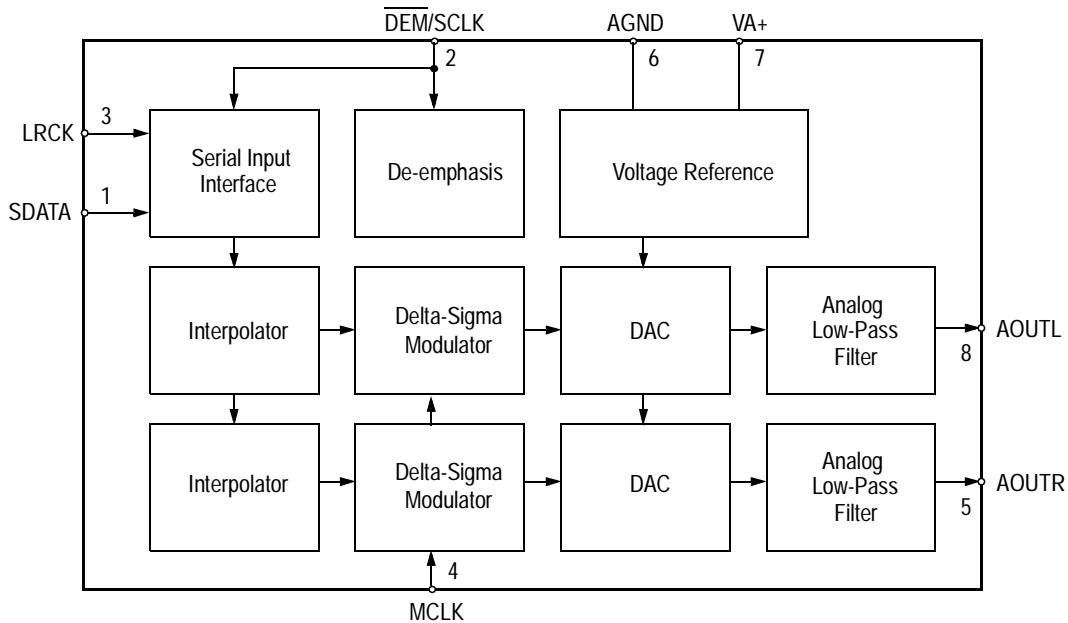 DEM/SCLK
AGND
VA+
2
6
7
LRCK
3
SDATA
1
Serial Input
Interface
De-emphasis
Voltage Reference
Interpolator
Delta-Sigma
Modulator
DAC
Analog
Low-Pass
Filter
8
AOUTL
Interpolator
Delta-Sigma
Modulator
DAC
Analog
Low-Pass
Filter
5
AOUTR
4
MCLK